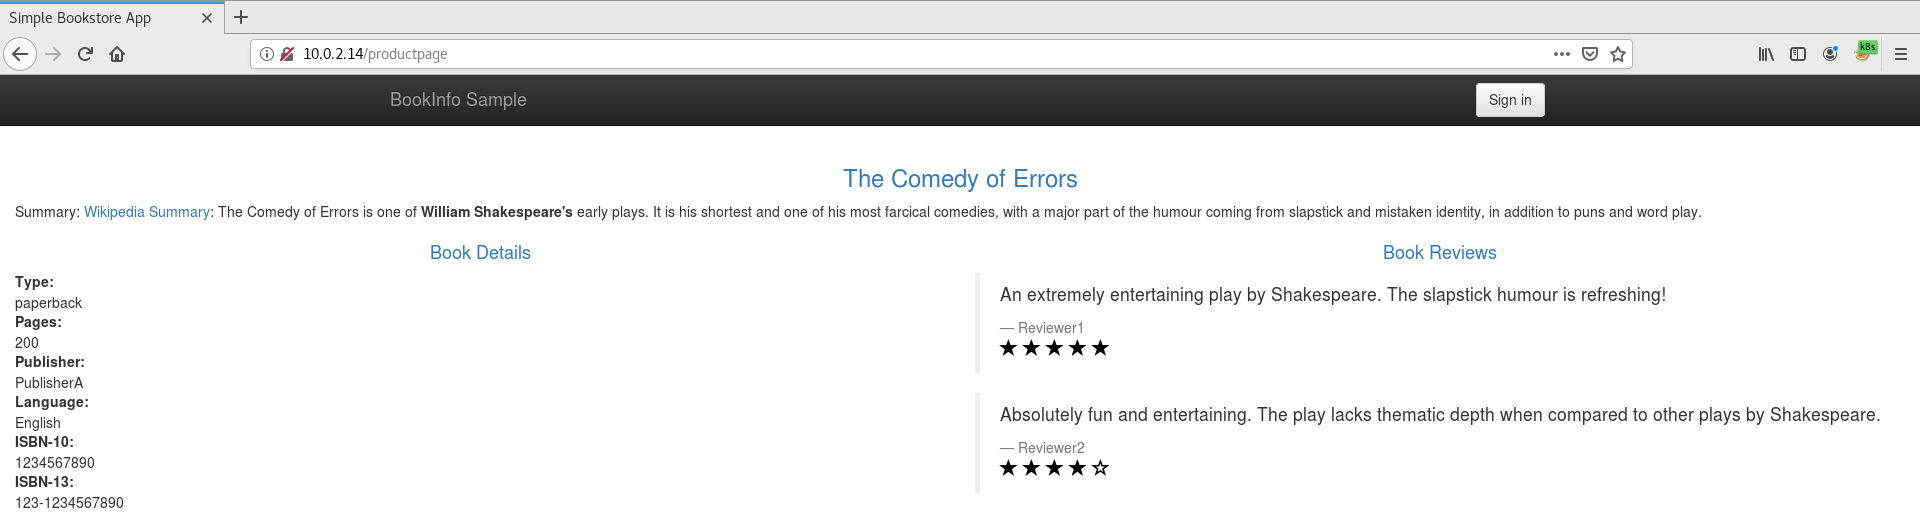 Simple Bookstore App
10.0.2.14/productpage
k8s
BookInfo Sample
Sign in
The Comedy of Errors
Summary: Wikipedia Summary: The Comedy of Errors is one of William Shakespeare's early plays. It is his shortest and one of his most farcical comedies, with a major part of the humour coming from slapstick and mistaken identity, in addition to puns and word play.
Book Details
Type:
paperback
Pages:
200
Publisher:
PublisherA
Language:
English
ISBN-10:
1234567890
ISBN-13:
123-1234567890
Book Reviews
An extremely entertaining play by Shakespeare. The slapstick humour is refreshing!
— Reviewer1
★★★★★
Absolutely fun and entertaining. The play lacks thematic depth when compared to other plays by Shakespeare.
— Reviewer2
★★★★☆